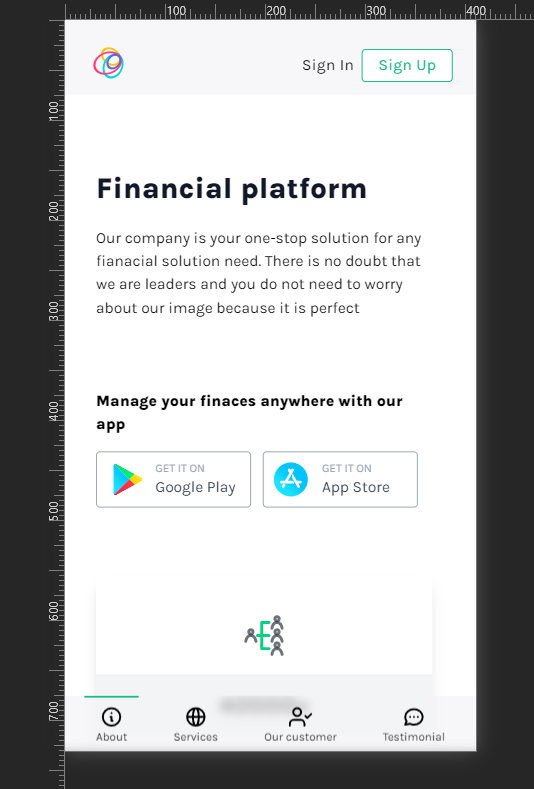 100 200 300 400
100
200
300
400
500
600
700
Sign In Sign Up
Financial platform
Our company is your one-stop solution for any
fianacial solution need. There is no doubt that
we are leaders and you do not need to worry
about our image because it is perfect
Manage your finaces anywhere with our
app
GET IT ON
Google Play
GET IT ON
App Store
About Services Our customer Testimonial